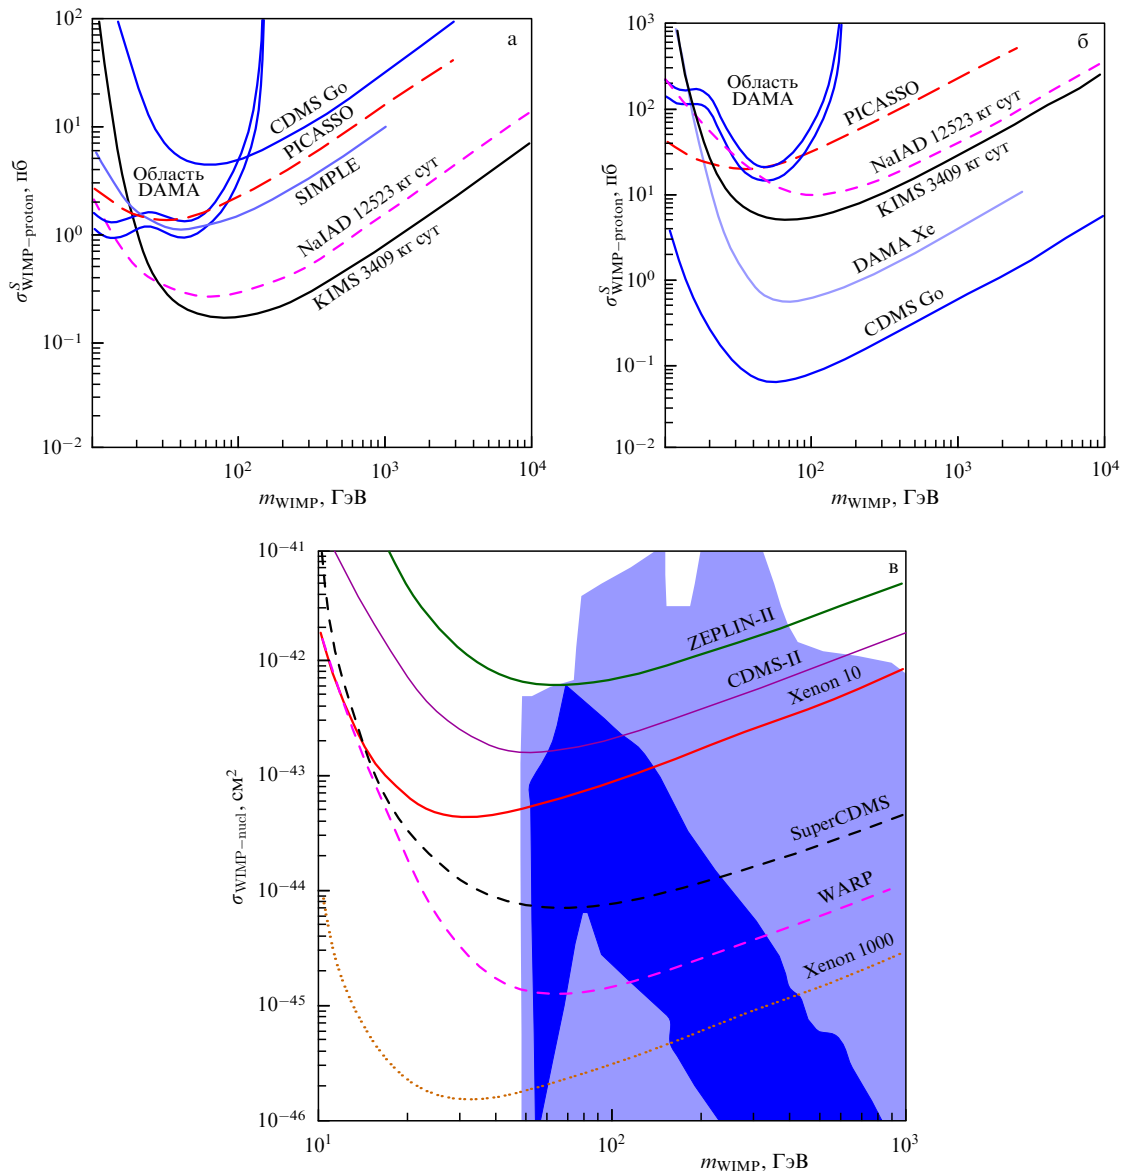 а
10²
10¹
10⁰
10⁻¹
10⁻²
σˢ_WIMP−proton, пб
CDMS Go
PICASSO
Область
DAMA
SIMPLE
NaIAD 12523 кг сут
KIMS 3409 кг сут
10² 10³ 10⁴
m_WIMP, ГэВ
б
10³
10²
10¹
10⁰
10⁻¹
10⁻²
σˢ_WIMP−proton, пб
Область
DAMA
PICASSO
NaIAD 12523 кг сут
KIMS 3409 кг сут
DAMA Xe
CDMS Go
10² 10³ 10⁴
m_WIMP, ГэВ
в
10⁻⁴¹
10⁻⁴²
10⁻⁴³
10⁻⁴⁴
10⁻⁴⁵
10⁻⁴⁶
σ_WIMP−nucl, см²
ZEPLIN-II
CDMS-II
Xenon 10
SuperCDMS
WARP
Xenon 1000
10¹ 10² 10³
m_WIMP, ГэВ